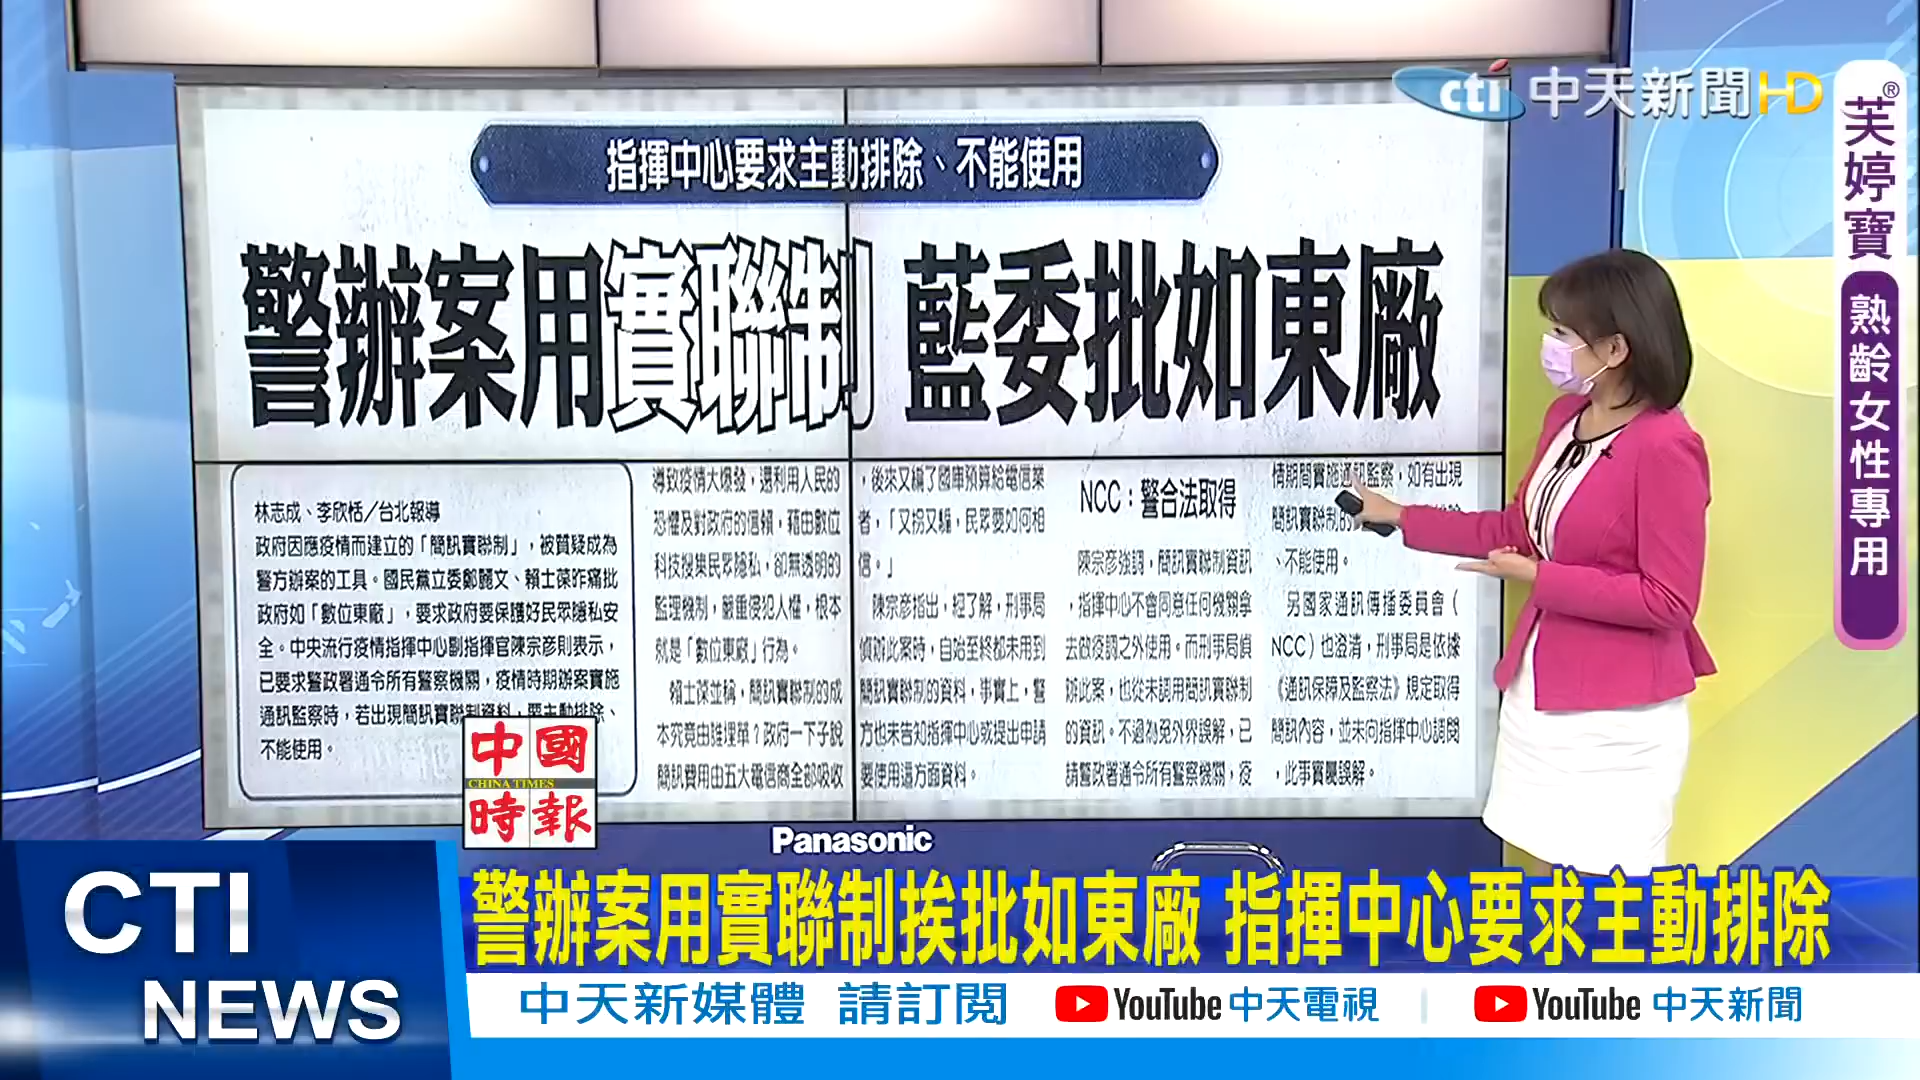 cti 中天新聞HD
芙婷寶®
熟齡女性專用
指揮中心要求主動排除、不能使用
警辦案用實聯制 藍委批如東廠
林志成、李欣恬／台北報導
政府因應疫情而建立的「簡訊實聯制」，被質疑成為
警方辦案的工具。國民黨立委鄭麗文、賴士葆昨痛批
政府如「數位東廠」，要求政府要保護好民眾隱私安
全。中央流行疫情指揮中心副指揮官陳宗彥則表示，
已要求警政署通令所有警察機關，疫情時期辦案實施
通訊監察時，若出現簡訊實聯制資料，要主動排除、
不能使用。
導致疫情大爆發，還利用人民的
恐懼及對政府的信賴，藉由數位
科技搜集民眾隱私，卻無透明的
監理機制，嚴重侵犯人權，根本
就是「數位東廠」行為。
賴士葆並稱，簡訊實聯制的成
本究竟由誰埋單？政府一下子說
簡訊費用由五大電信商全部吸收
，後來又編了國庫預算給電信業
者，「又拐又騙，民眾要如何相
信。」
陳宗彥指出，經了解，刑事局
偵辦此案時，自始至終都未用到
簡訊實聯制的資料，事實上，警
方也未告知指揮中心或提出申請
要使用這方面資料。
NCC：警合法取得
陳宗彥強調，簡訊實聯制資訊
，指揮中心不會同意任何機關拿
去做疫調之外使用。而刑事局偵
辦此案，也從未調用簡訊實聯制
的資訊。不過為免外界誤解，已
請警政署通令所有警察機關，疫
情期間實施通訊監察，如有出現
簡訊實聯制的
、不能使用。
另國家通訊傳播委員會（
NCC）也澄清，刑事局是依據
《通訊保障及監察法》規定取得
簡訊內容，並未向指揮中心調閱
，此事實屬誤解。
中國
CHINA TIMES
時報
Panasonic
警辦案用實聯制挨批如東廠 指揮中心要求主動排除
CTI
NEWS
中天新媒體 請訂閱 YouTube 中天電視 | YouTube 中天新聞